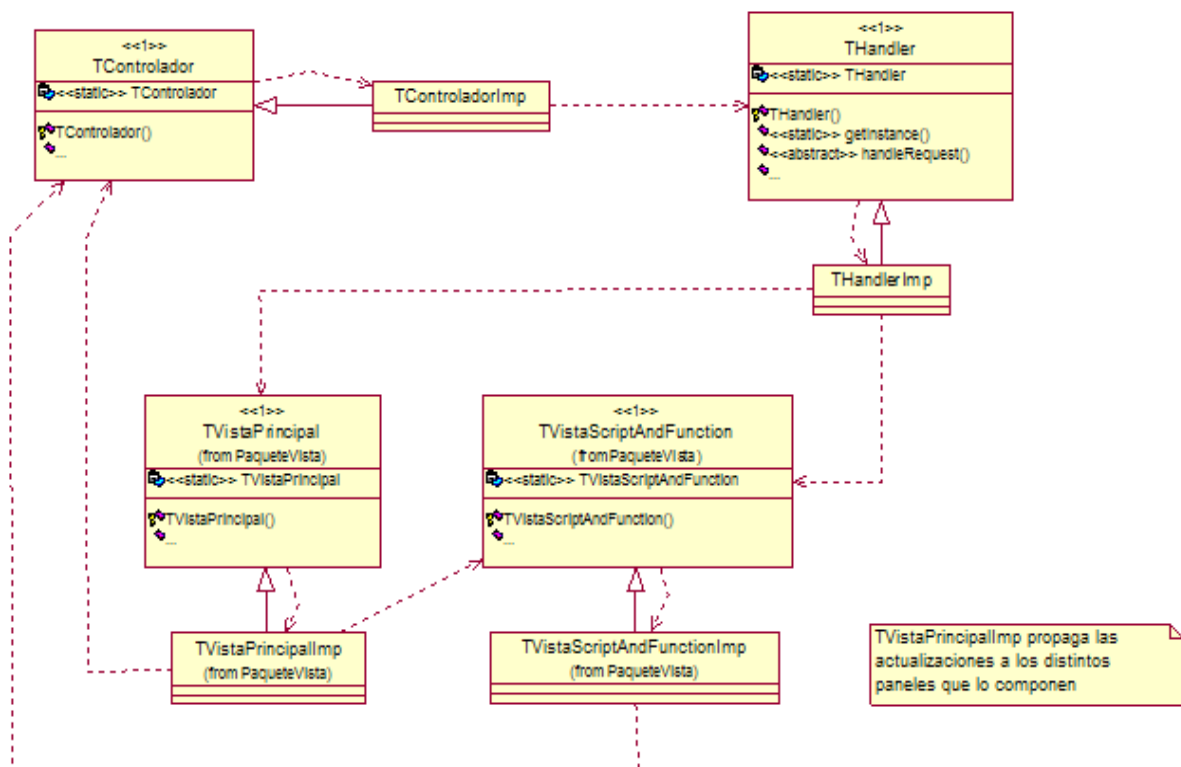 <<1>>
TControlador
<<static>> TControlador
TControlador()
...
TControladorImp
<<1>>
THandler
<<static>> THandler
THandler()
<<static>> getInstance()
<<abstract>> handleRequest()
...
THandlerImp
<<1>>
TVistaPrincipal
(from PaqueteVista)
<<static>> TVistaPrincipal
TVistaPrincipal()
...
<<1>>
TVistaScriptAndFunction
(from PaqueteVista)
<<static>> TVistaScriptAndFunction
TVistaScriptAndFunction()
...
TVistaPrincipalImp
(from PaqueteVista)
TVistaScriptAndFunctionImp
(from PaqueteVista)
TVistaPrincipalImp propaga las
actualizaciones a los distintos
paneles que lo componen